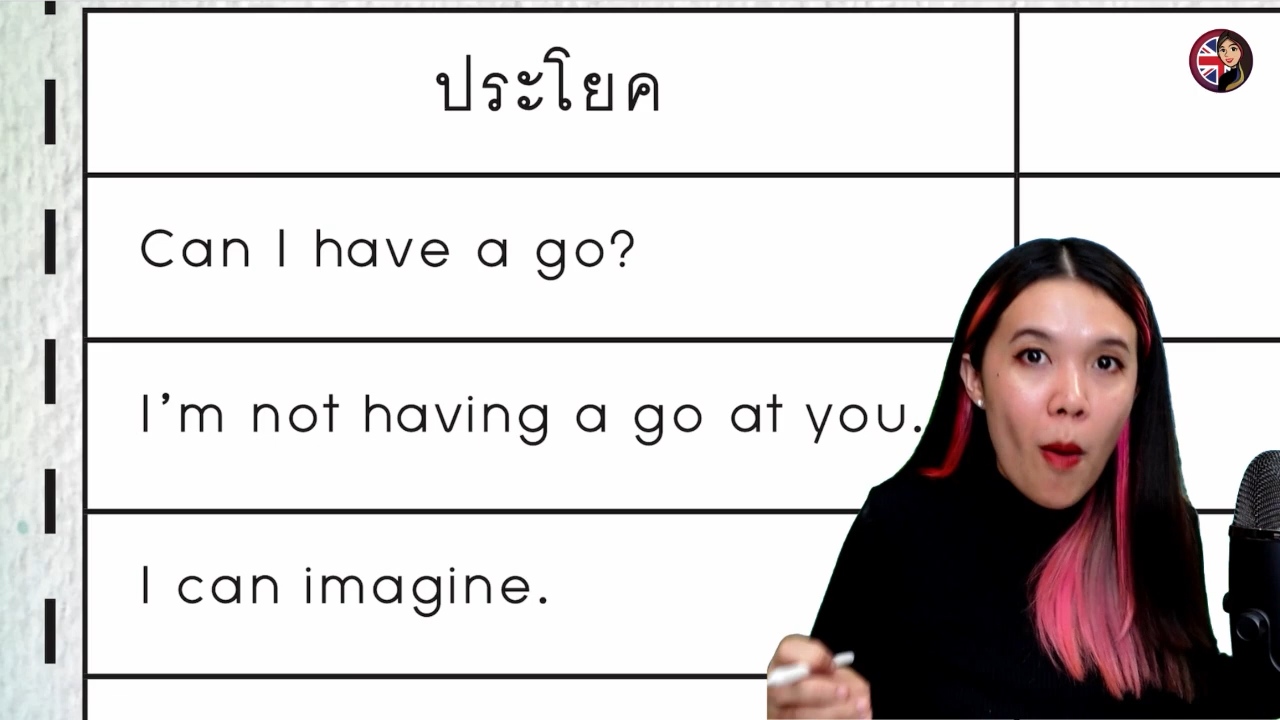 ประโยค
Can I have a go?
I'm not having a go at you.
I can imagine.